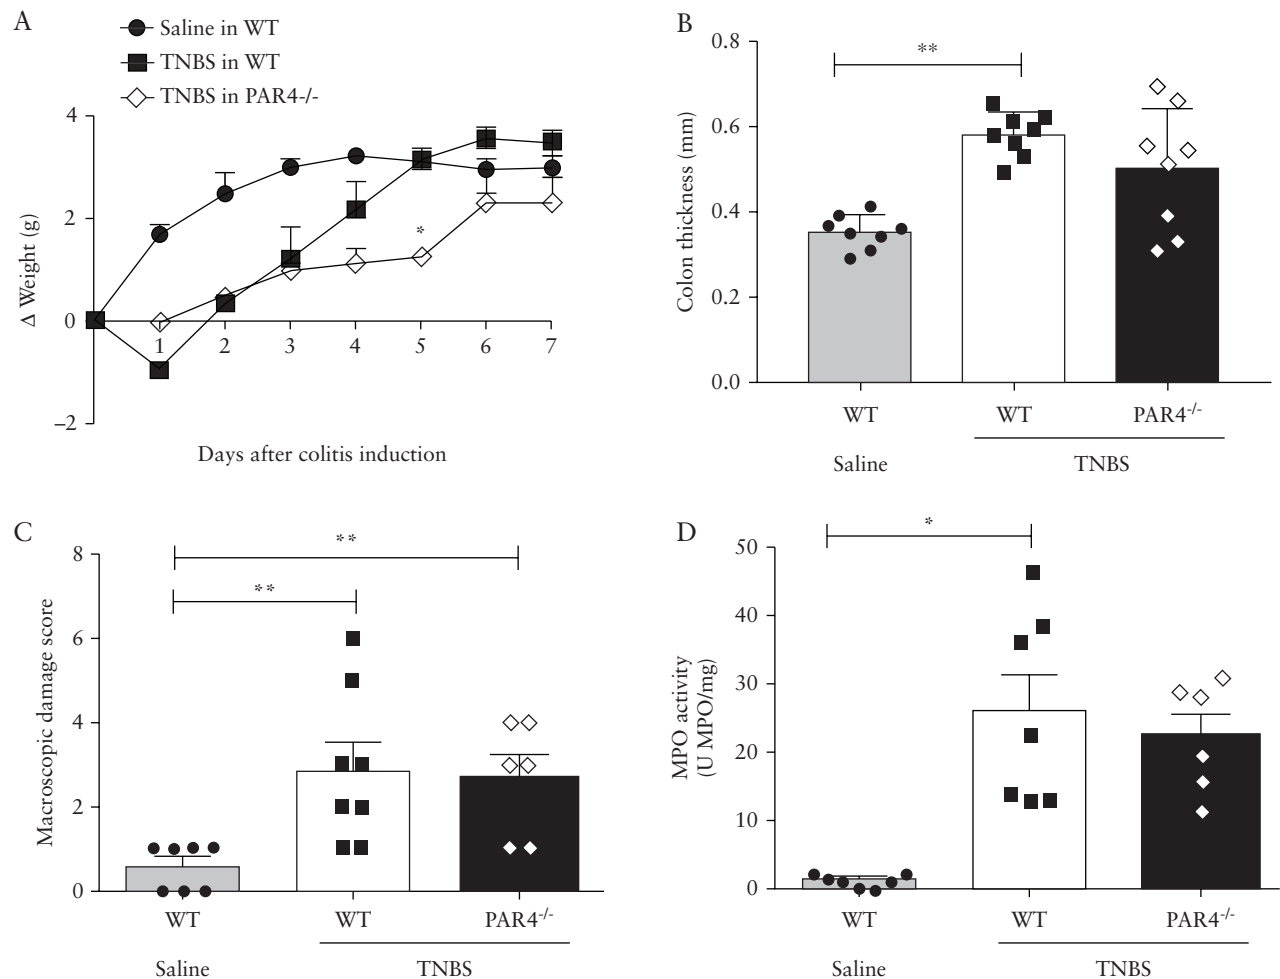 A
Saline in WT
TNBS in WT
TNBS in PAR4-/-
4
2
0
–2
Δ Weight (g)
*
1 2 3 4 5 6 7
Days after colitis induction
B
0.8
0.6
0.4
0.2
0.0
Colon thickness (mm)
**
WT WT PAR4-/-
Saline TNBS
C
8
6
4
2
0
Macroscopic damage score
**
**
WT WT PAR4-/-
Saline TNBS
D
50
40
30
20
10
0
MPO activity
(U MPO/mg)
*
WT WT PAR4-/-
Saline TNBS